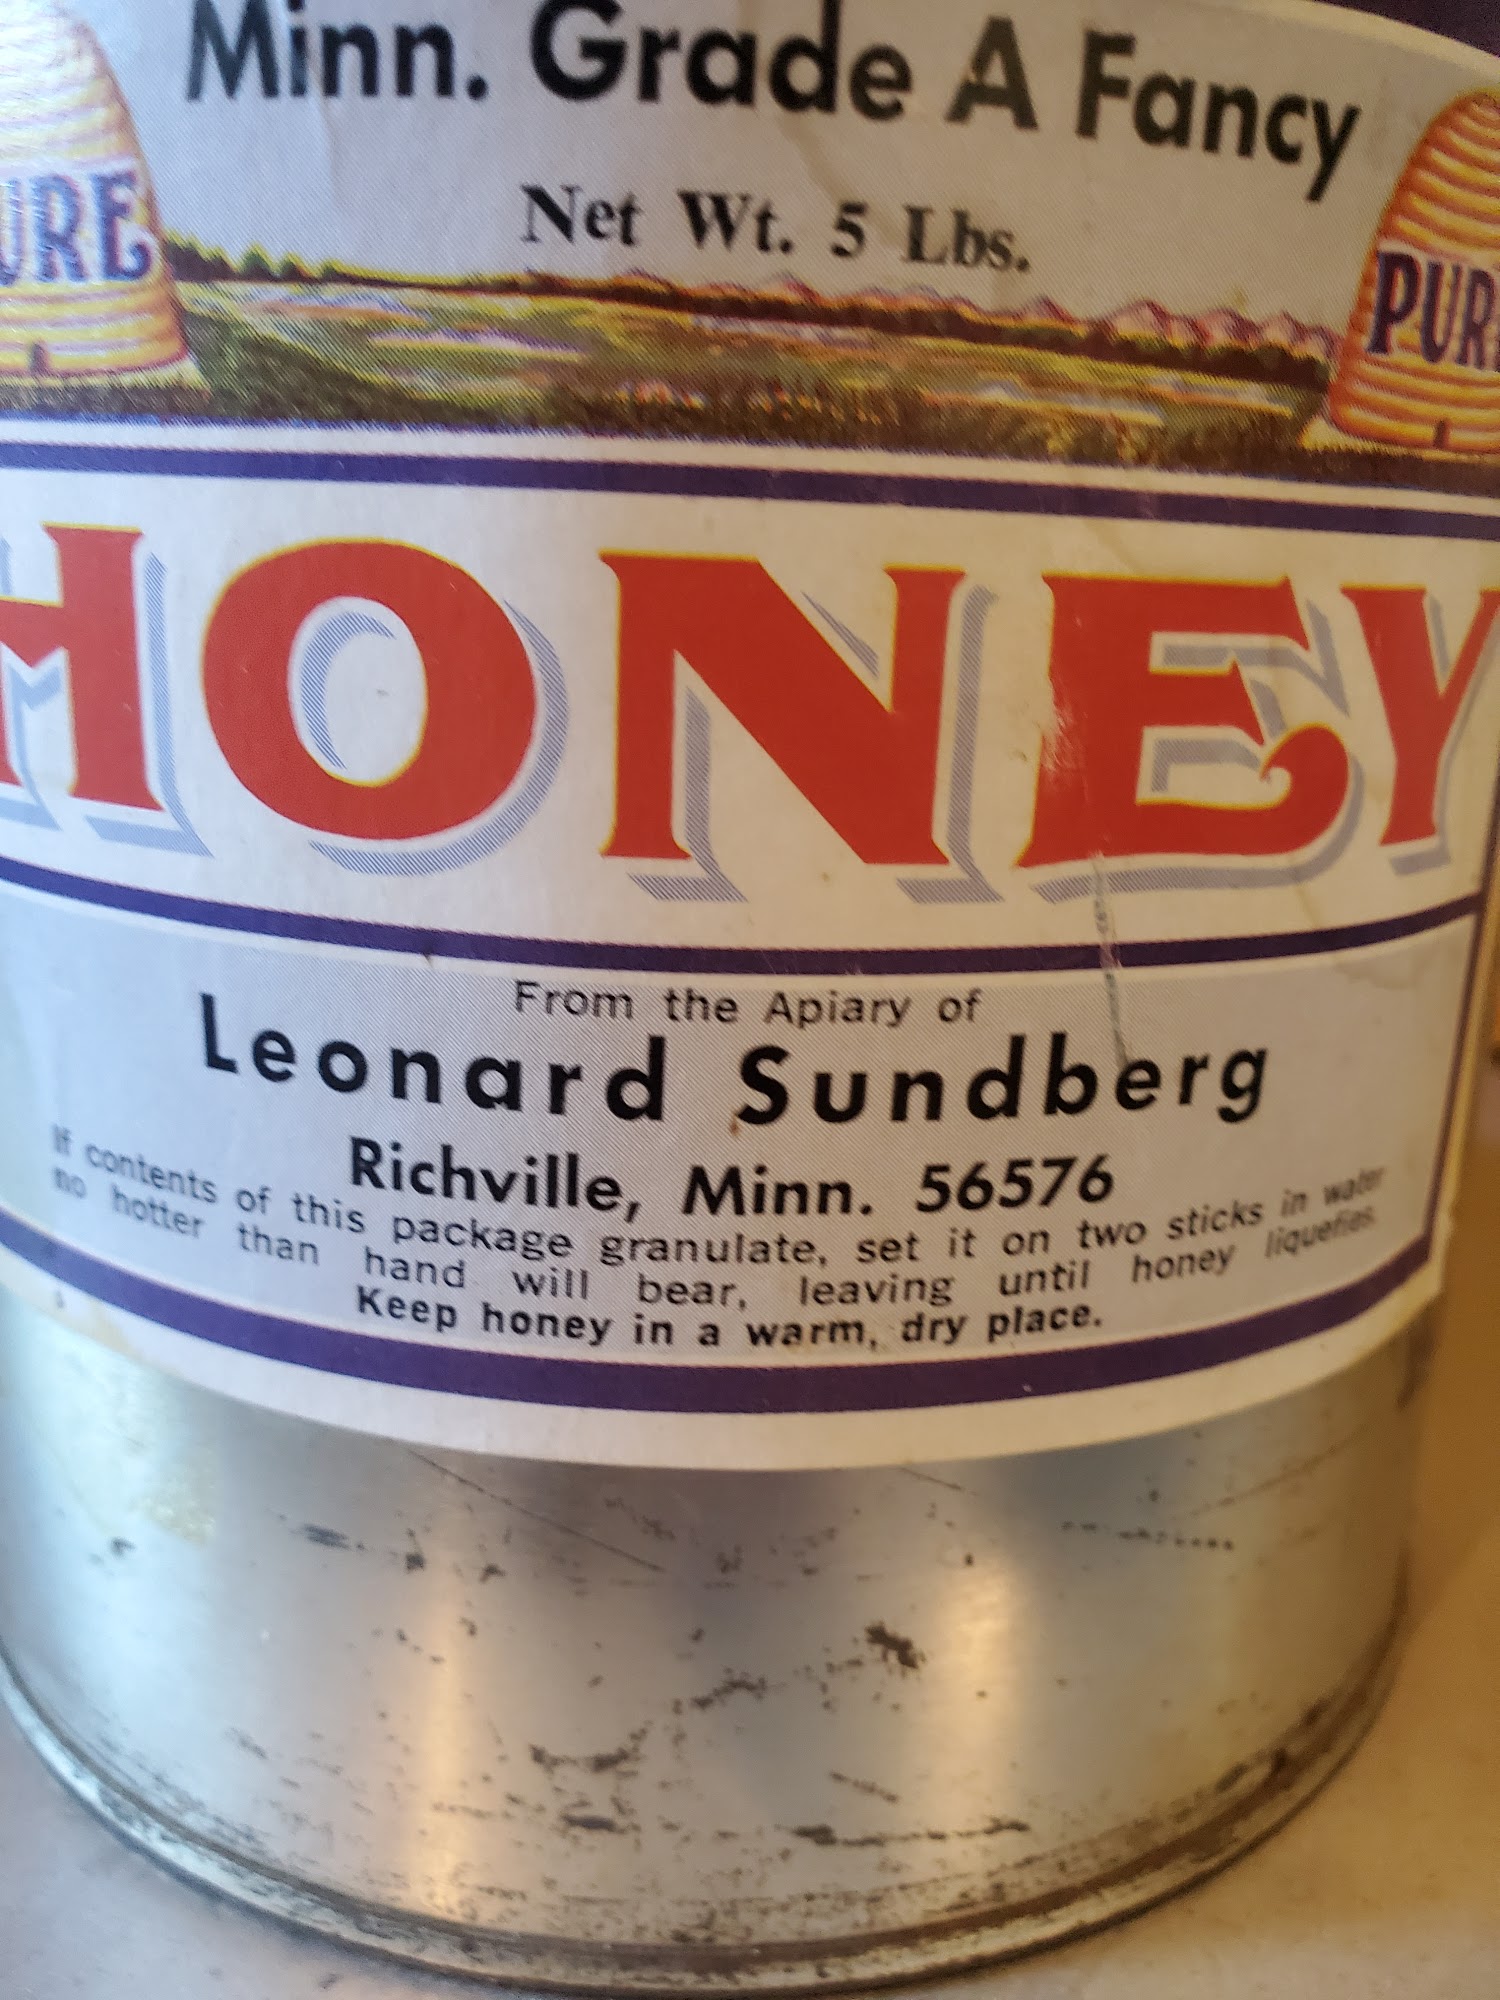 Minn. Grade A Fancy
Net Wt. 5 Lbs.
PURE
PURE
HONEY
From the Apiary of
Leonard Sundberg
Richville, Minn. 56576
If contents of this package granulate, set it on two sticks in water
no hotter than hand will bear, leaving until honey liquefies.
Keep honey in a warm, dry place.